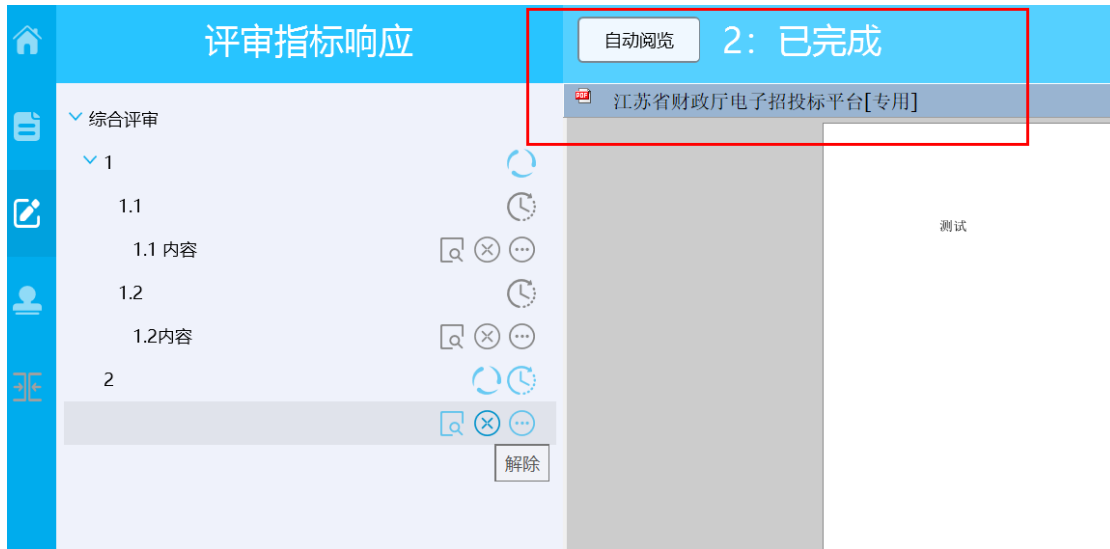 评审指标响应
自动阅览
2：已完成
江苏省财政厅电子招投标平台[专用]
综合评审
1
1.1
1.1 内容
1.2
1.2内容
2
解除
测试